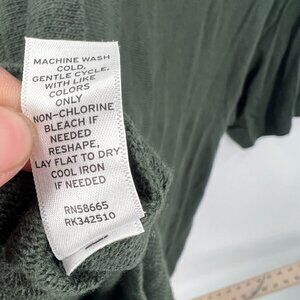 MACHINE WASH
COLD,
GENTLE CYCLE,
WITH LIKE
COLORS
ONLY
NON-CHLORINE
BLEACH IF
NEEDED
RESHAPE,
LAY FLAT TO DRY
COOL IRON
IF NEEDED
RN58665
RK342510